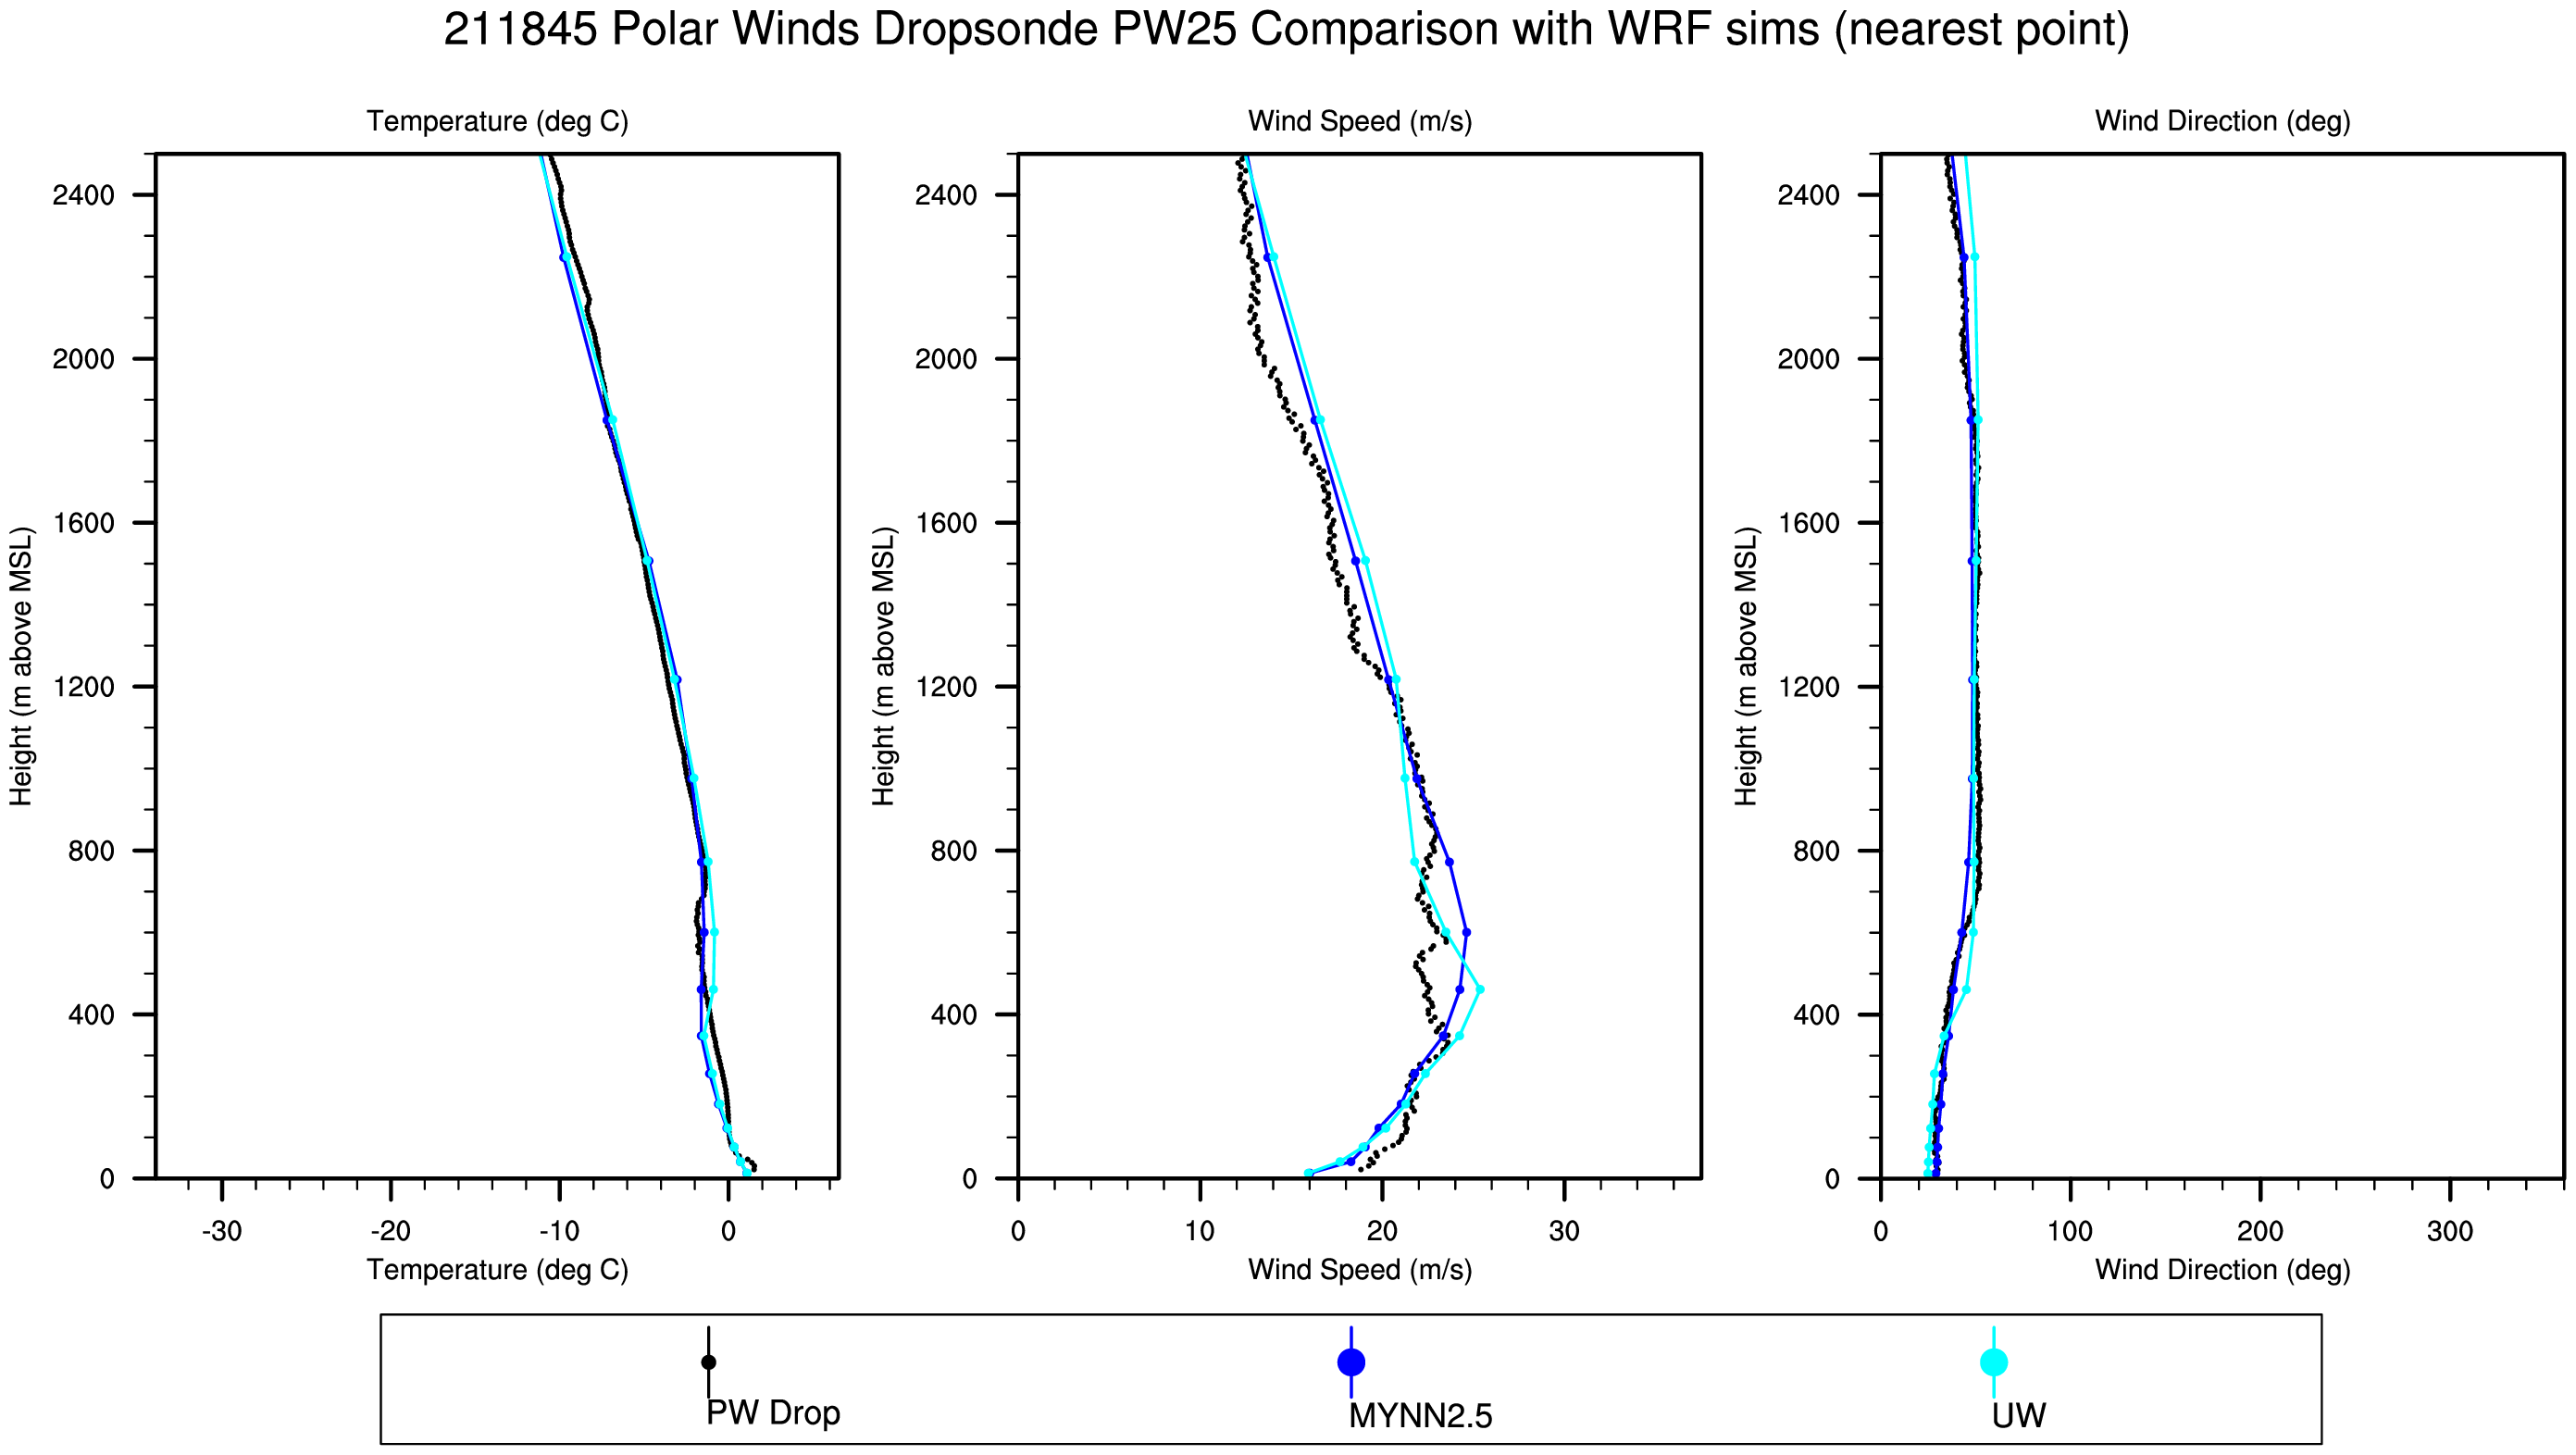 211845 Polar Winds Dropsonde PW25 Comparison with WRF sims (nearest point)
Temperature (deg C)
Wind Speed (m/s)
Wind Direction (deg)
Height (m above MSL)
2400
2000
1600
1200
800
400
0
-30
-20
-10
0
Temperature (deg C)
Height (m above MSL)
2400
2000
1600
1200
800
400
0
0
10
20
30
Wind Speed (m/s)
Height (m above MSL)
2400
2000
1600
1200
800
400
0
0
100
200
300
Wind Direction (deg)
PW Drop
MYNN2.5
UW